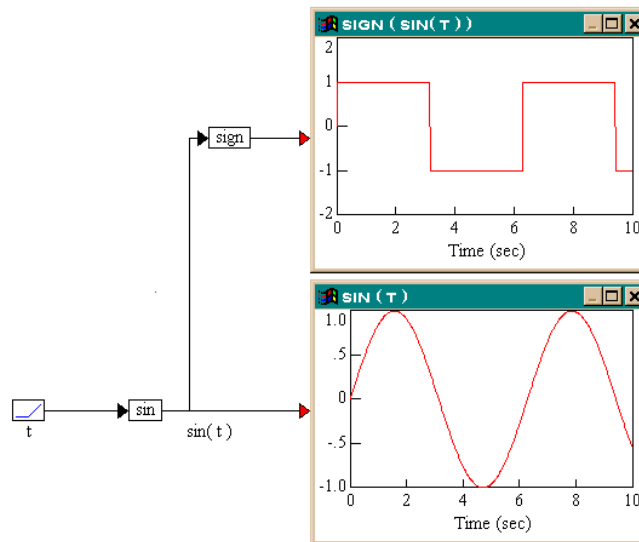 SIGN ( SIN(T))
2
1
0
-1
-2
0 2 4 6 8 10
Time (sec)
sign
SIN ( T )
1.0
.5
0
-.5
-1.0
0 2 4 6 8 10
Time (sec)
t
sin
sin( t )